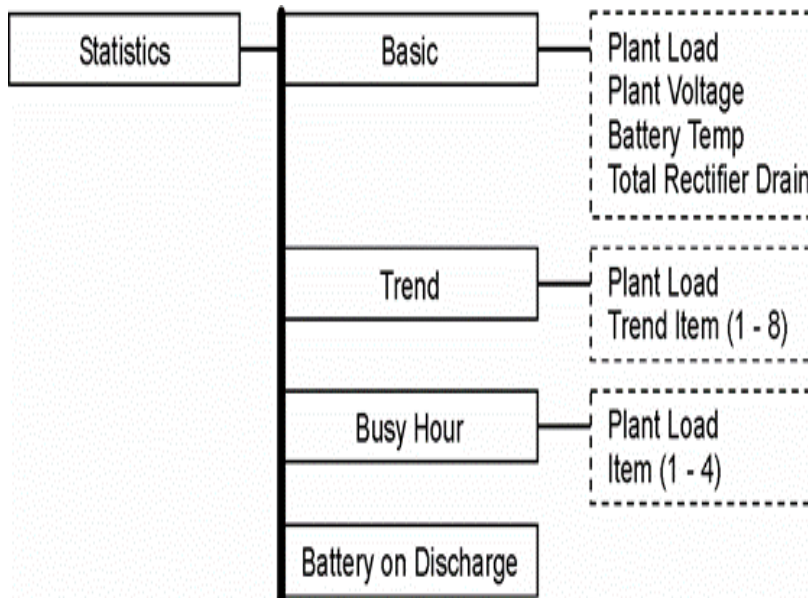 Statistics
Basic
Plant Load
Plant Voltage
Battery Temp
Total Rectifier Drain
Trend
Plant Load
Trend Item (1 - 8)
Busy Hour
Plant Load
Item (1 - 4)
Battery on Discharge